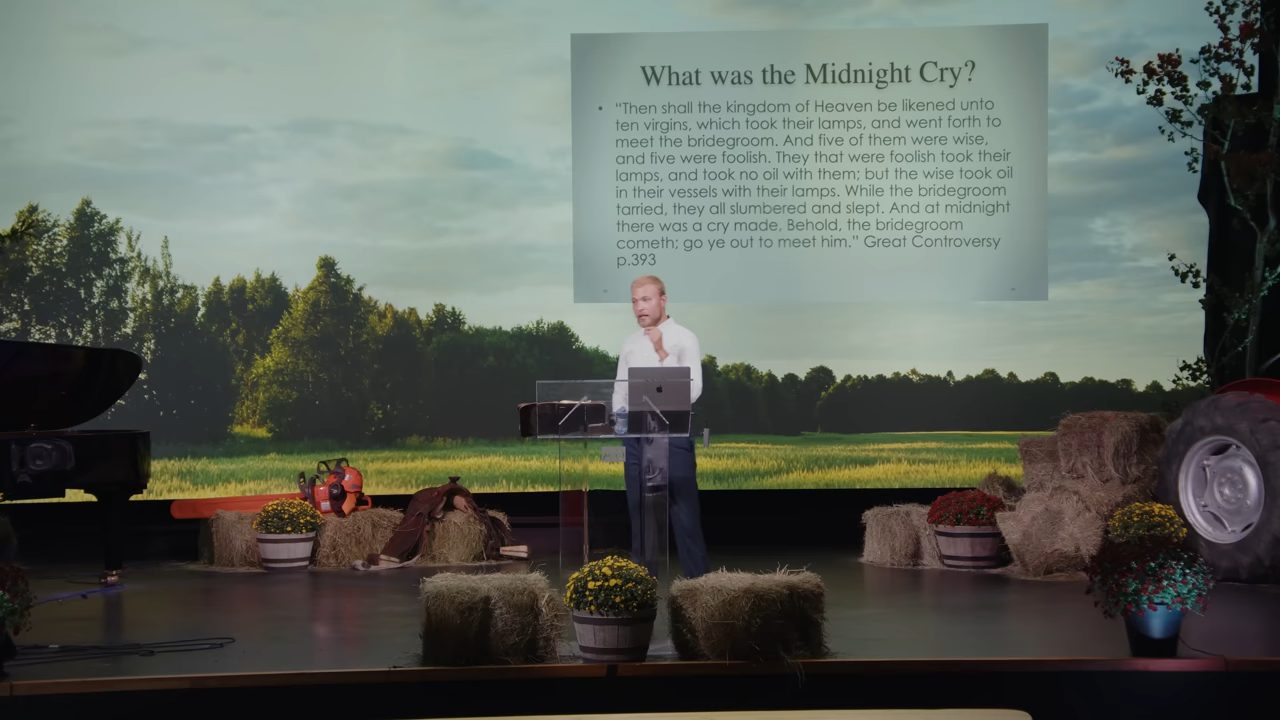 What was the Midnight Cry?
• "Then shall the kingdom of Heaven be likened unto
ten virgins, which took their lamps, and went forth to
meet the bridegroom. And five of them were wise,
and five were foolish. They that were foolish took their
lamps, and took no oil with them; but the wise took oil
in their vessels with their lamps. While the bridegroom
tarried, they all slumbered and slept. And at midnight
there was a cry made, Behold, the bridegroom
cometh; go ye out to meet him." Great Controversy
p.393